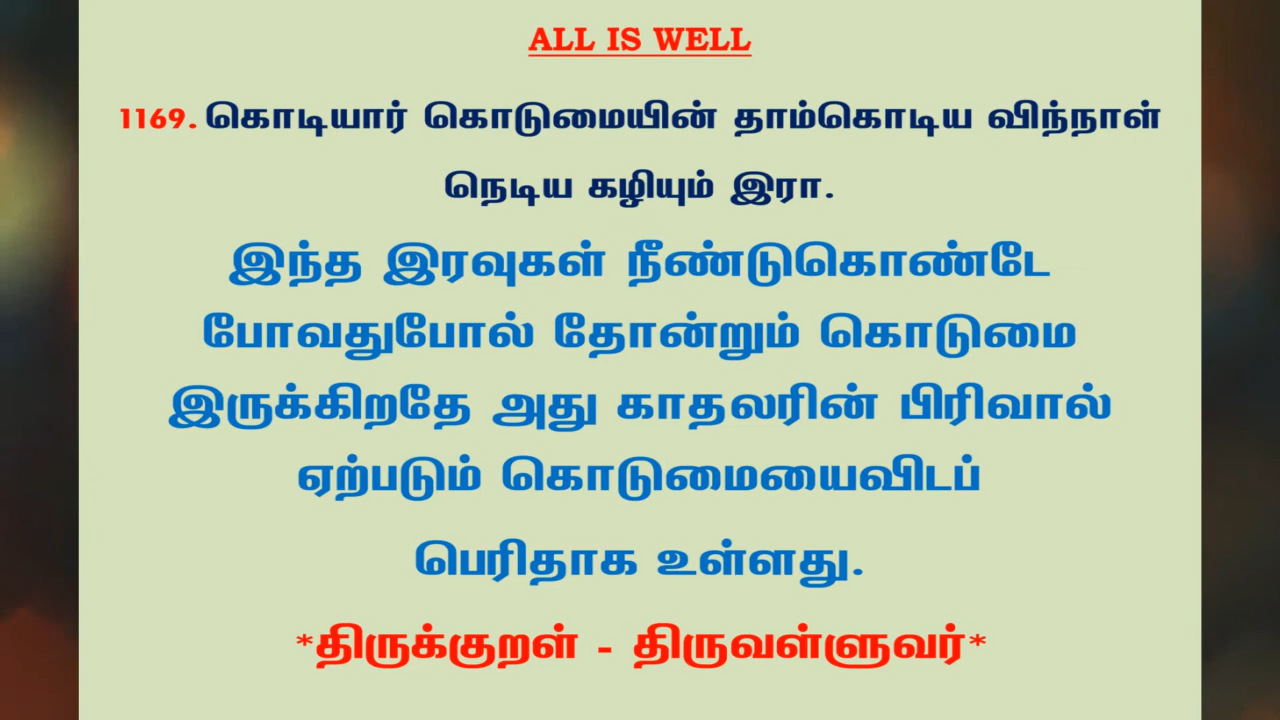 ALL IS WELL
1169. கொடியார் கொடுமையின் தாம்கொடிய விந்நாள்
நெடிய கழியும் இரா.
இந்த இரவுகள் நீண்டுகொண்டே
போவதுபோல் தோன்றும் கொடுமை
இருக்கிறதே அது காதலரின் பிரிவால்
ஏற்படும் கொடுமையைவிடப்
பெரிதாக உள்ளது.
*திருக்குறள் - திருவள்ளுவர்*